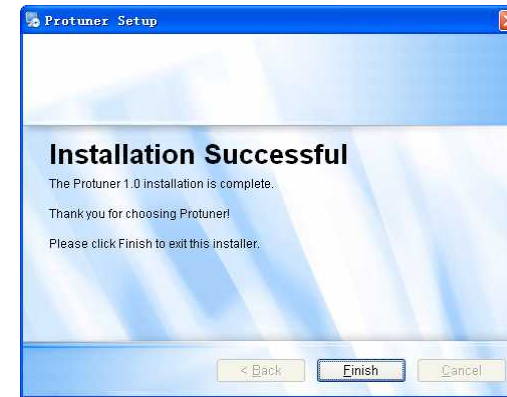 Protuner Setup
Installation Successful
The Protuner 1.0 installation is complete.
Thank you for choosing Protuner!
Please click Finish to exit this installer.
< Back Finish Cancel